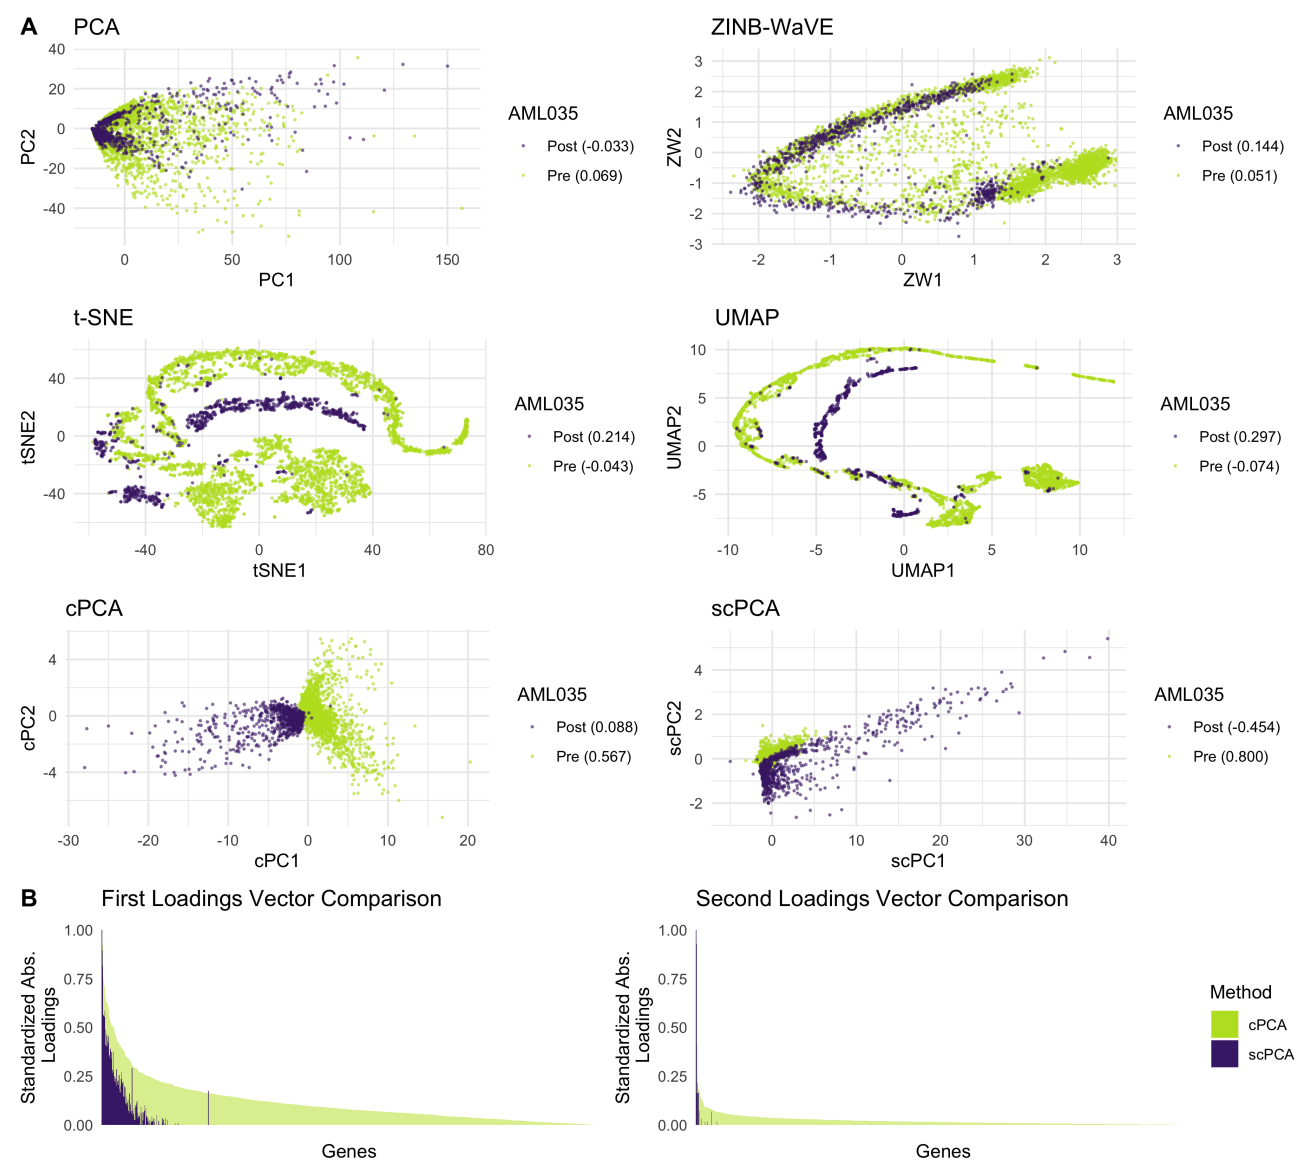 A
PCA
40
20
0
-20
-40
PC2
0
50
100
150
PC1
AML035
Post (-0.033)
Pre (0.069)
ZINB-WaVE
3
2
1
0
-1
-2
-3
ZW2
-2
-1
0
1
2
3
ZW1
AML035
Post (0.144)
Pre (0.051)
t-SNE
40
0
-40
tSNE2
-40
0
40
80
tSNE1
AML035
Post (0.214)
Pre (-0.043)
UMAP
10
5
0
-5
UMAP2
-10
-5
0
5
10
UMAP1
AML035
Post (0.297)
Pre (-0.074)
cPCA
4
0
-4
cPC2
-30
-20
-10
0
10
20
cPC1
AML035
Post (0.088)
Pre (0.567)
scPCA
4
2
0
-2
scPC2
0
10
20
30
40
scPC1
AML035
Post (-0.454)
Pre (0.800)
B
First Loadings Vector Comparison
1.00
0.75
0.50
0.25
0.00
Standardized Abs.
Loadings
Genes
Second Loadings Vector Comparison
1.00
0.75
0.50
0.25
0.00
Standardized Abs.
Loadings
Genes
Method
cPCA
scPCA